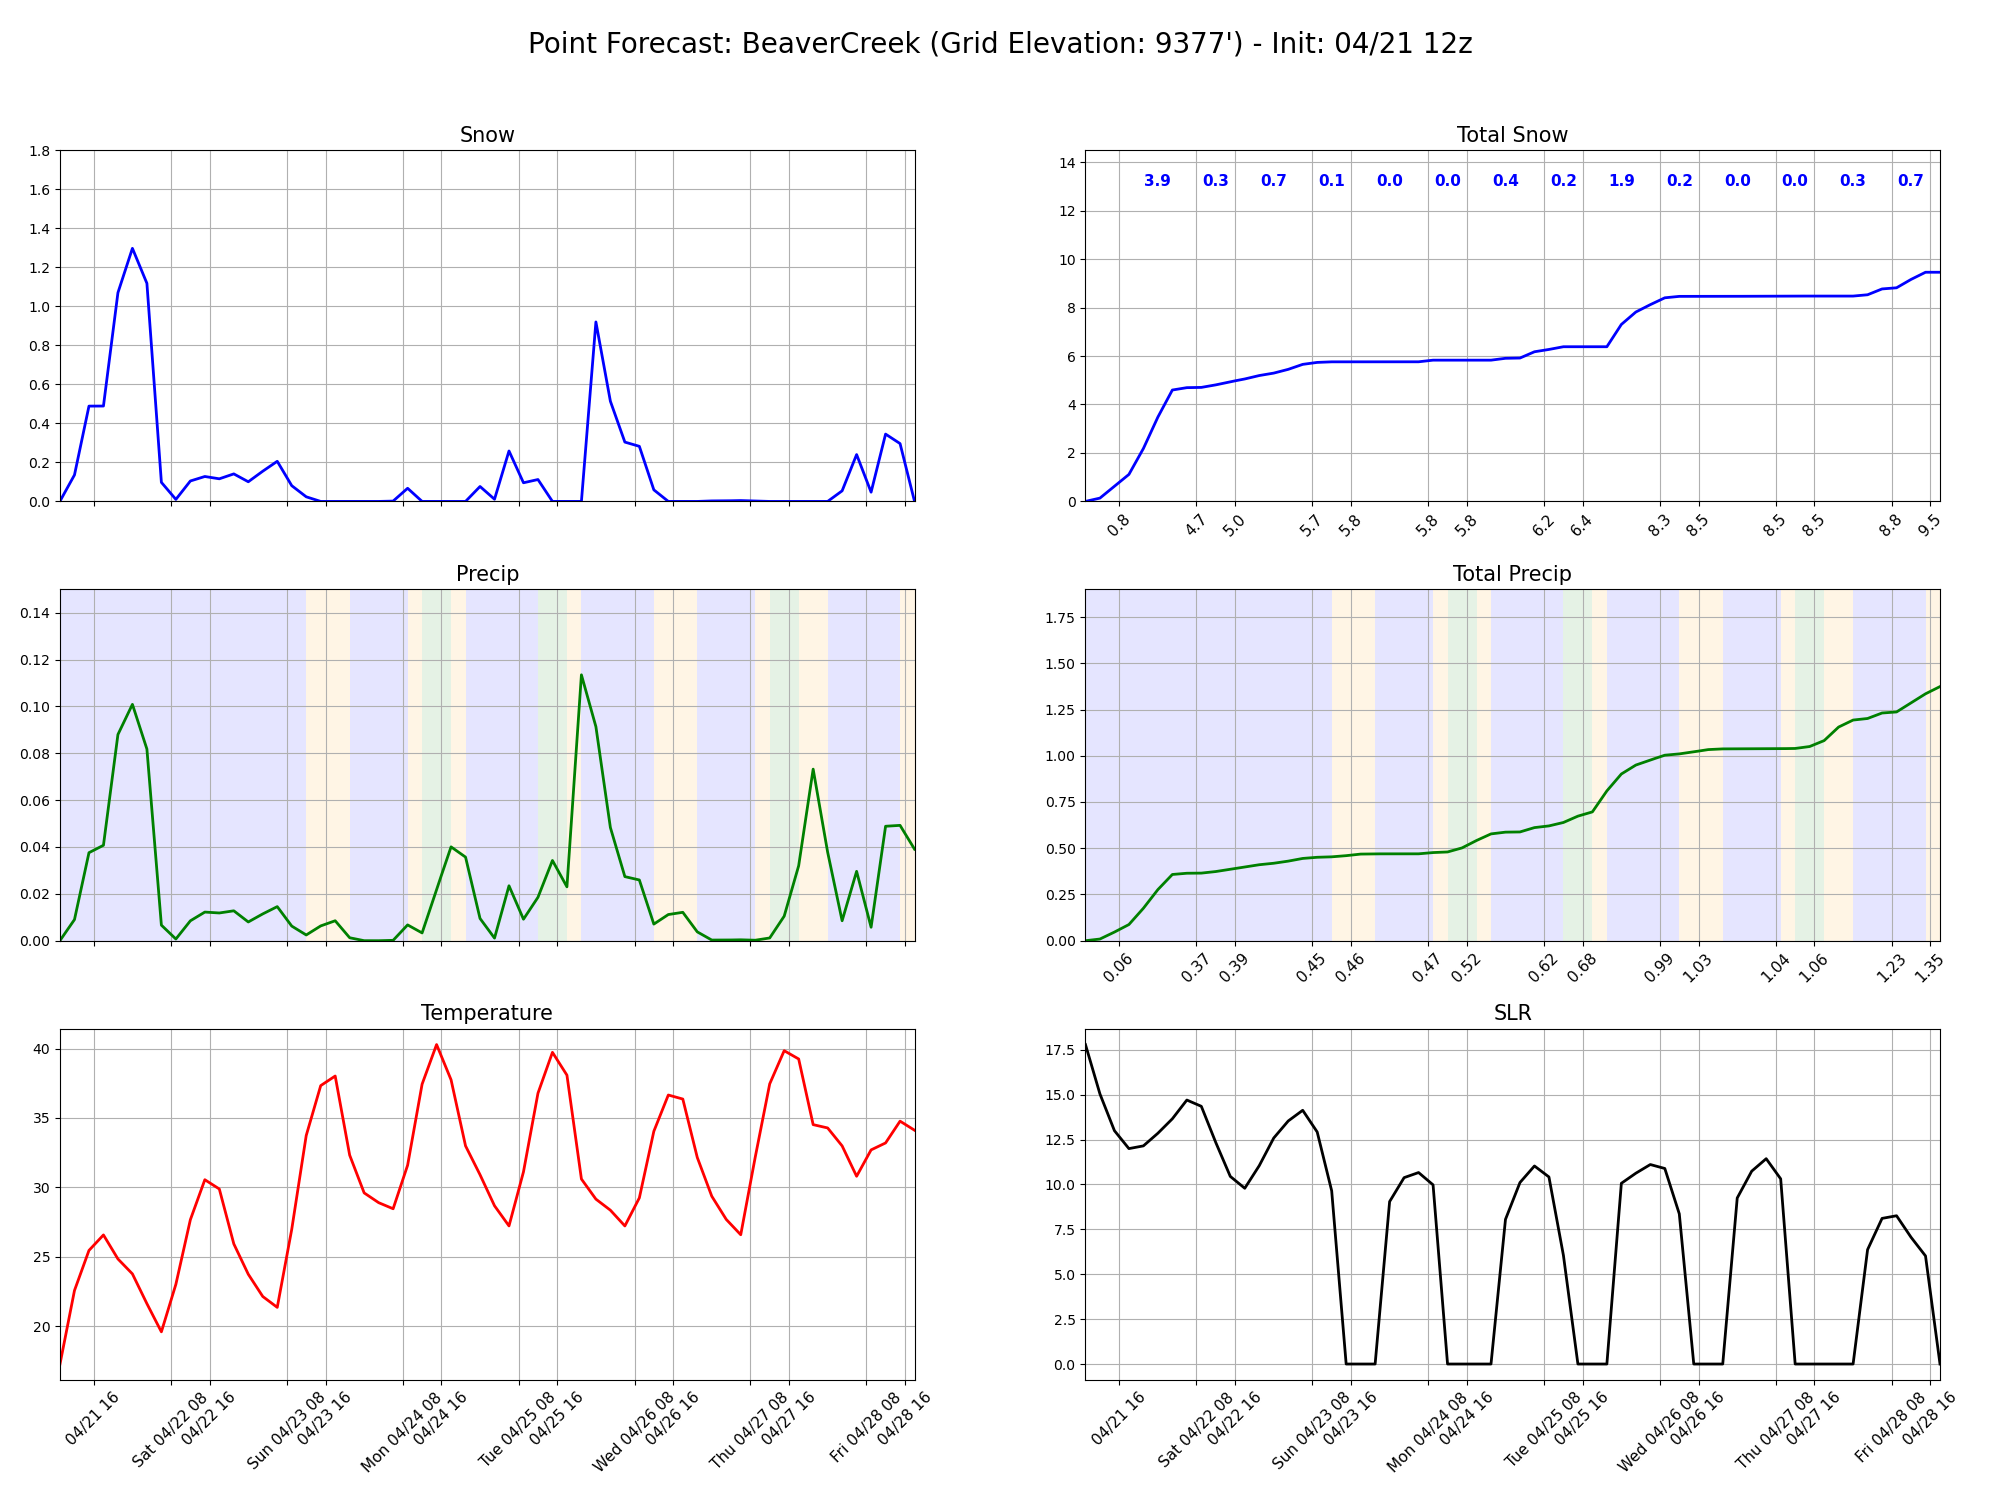 Point Forecast: BeaverCreek (Grid Elevation: 9377') - Init: 04/21 12z
Snow
1.8
1.6
1.4
1.2
1.0
0.8
0.6
0.4
0.2
0.0
Total Snow
14
12
10
8
6
4
2
0
3.9 0.3 0.7 0.1 0.0 0.0 0.4 0.2 1.9 0.2 0.0 0.0 0.3 0.7
0.8 4.7 5.0 5.7 5.8 5.8 5.8 6.2 6.4 8.3 8.5 8.5 8.5 8.8 9.5
Precip
0.14
0.12
0.10
0.08
0.06
0.04
0.02
0.00
Total Precip
1.75
1.50
1.25
1.00
0.75
0.50
0.25
0.00
0.06 0.37 0.39 0.45 0.46 0.47 0.52 0.62 0.68 0.99 1.03 1.04 1.06 1.23 1.35
Temperature
40
35
30
25
20
04/21 16
Sat 04/22 08
04/22 16
Sun 04/23 08
04/23 16
Mon 04/24 08
04/24 16
Tue 04/25 08
04/25 16
Wed 04/26 08
04/26 16
Thu 04/27 08
04/27 16
Fri 04/28 08
04/28 16
SLR
17.5
15.0
12.5
10.0
7.5
5.0
2.5
0.0
04/21 16
Sat 04/22 08
04/22 16
Sun 04/23 08
04/23 16
Mon 04/24 08
04/24 16
Tue 04/25 08
04/25 16
Wed 04/26 08
04/26 16
Thu 04/27 08
04/27 16
Fri 04/28 08
04/28 16